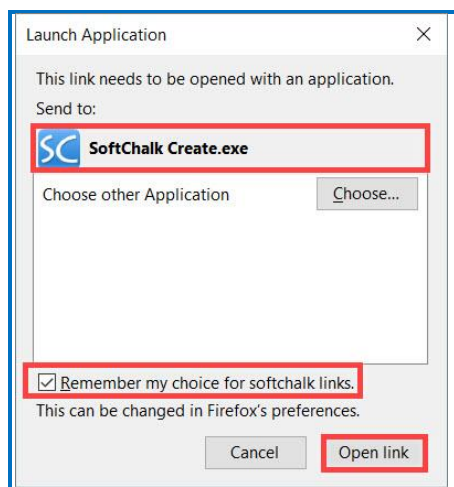 Launch Application
This link needs to be opened with an application.
Send to:
SC SoftChalk Create.exe
Choose other Application Choose...
Remember my choice for softchalk links.
This can be changed in Firefox's preferences.
Cancel Open link